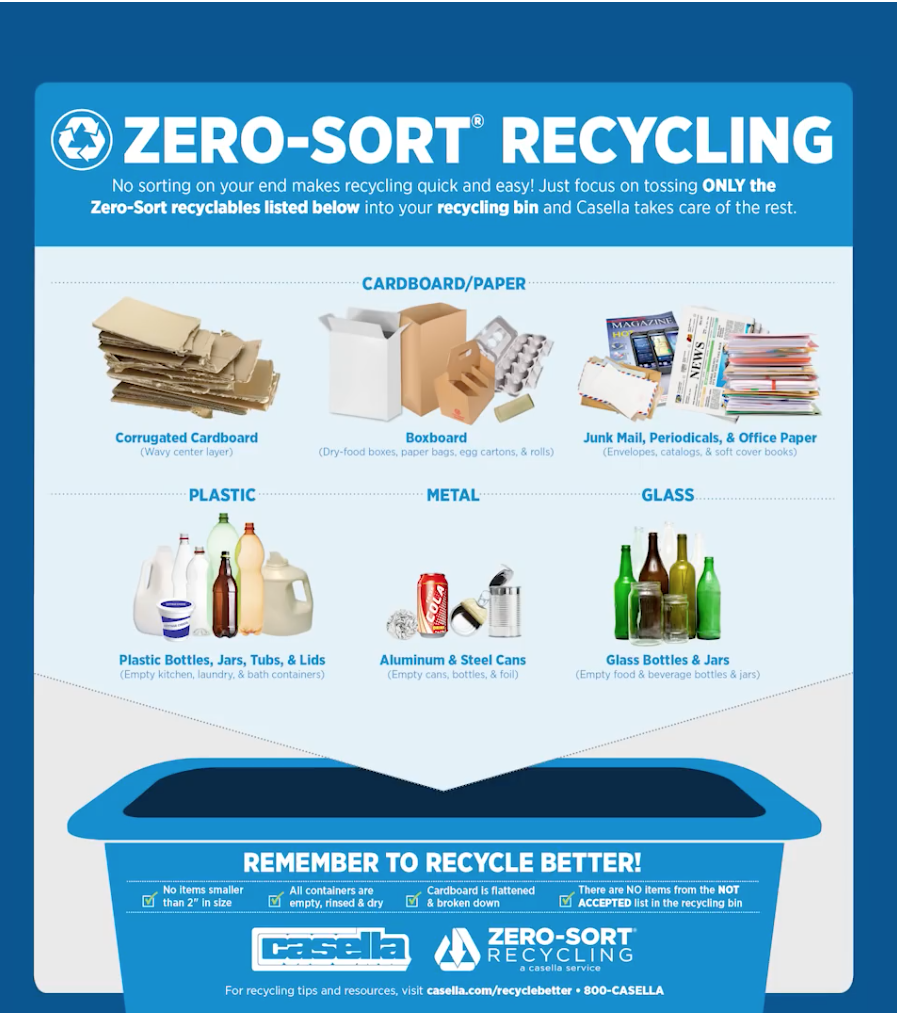 ZERO-SORT® RECYCLING
No sorting on your end makes recycling quick and easy! Just focus on tossing ONLY the
Zero-Sort recyclables listed below into your recycling bin and Casella takes care of the rest.
CARDBOARD/PAPER
MAGAZINE
NEWS
Corrugated Cardboard
(Wavy center layer)
Boxboard
(Dry-food boxes, paper bags, egg cartons, & rolls)
Junk Mail, Periodicals, & Office Paper
(Envelopes, catalogs, & soft cover books)
PLASTIC
METAL
GLASS
COLA
Plastic Bottles, Jars, Tubs, & Lids
(Empty kitchen, laundry, & bath containers)
Aluminum & Steel Cans
(Empty cans, bottles, & foil)
Glass Bottles & Jars
(Empty food & beverage bottles & jars)
REMEMBER TO RECYCLE BETTER!
No items smaller
than 2" in size
All containers are
empty, rinsed & dry
Cardboard is flattened
& broken down
There are NO items from the NOT
ACCEPTED list in the recycling bin
casella
ZERO-SORT®
RECYCLING
a casella service
For recycling tips and resources, visit casella.com/recyclebetter • 800-CASELLA